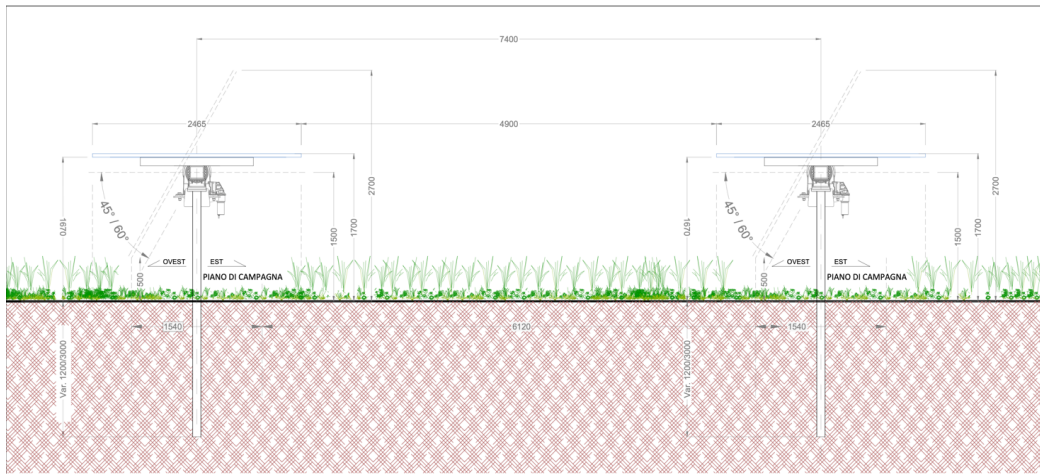 7400
2465
4900
2465
2700
2700
45° / 60°
1670
1500
1700
45° / 60°
1670
1500
1700
OVEST EST
500
PIANO DI CAMPAGNA
OVEST EST
500
PIANO DI CAMPAGNA
1540
6120
1540
Var. 1200/3000
Var. 1200/3000